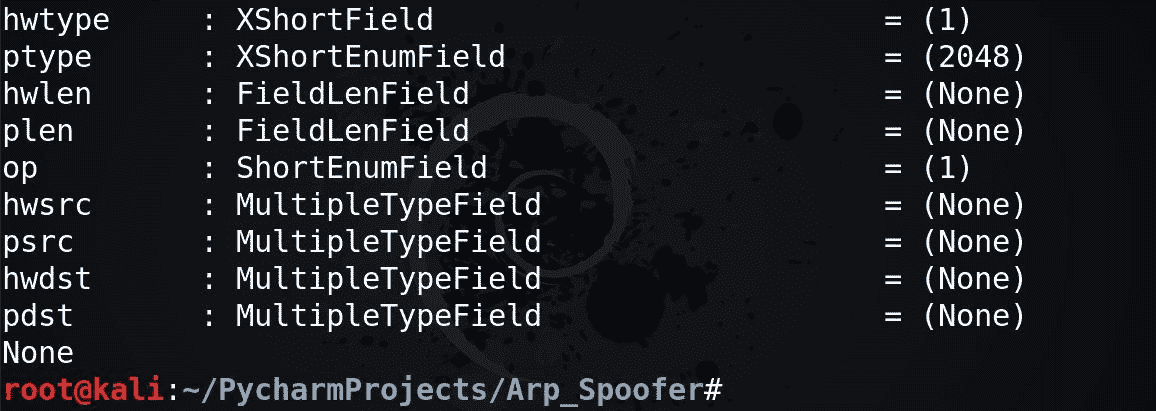 hwtype : XShortField = (1)
ptype : XShortEnumField = (2048)
hwlen : FieldLenField = (None)
plen : FieldLenField = (None)
op : ShortEnumField = (1)
hwsrc : MultipleTypeField = (None)
psrc : MultipleTypeField = (None)
hwdst : MultipleTypeField = (None)
pdst : MultipleTypeField = (None)
None
root@kali:~/PycharmProjects/Arp_Spoofer#